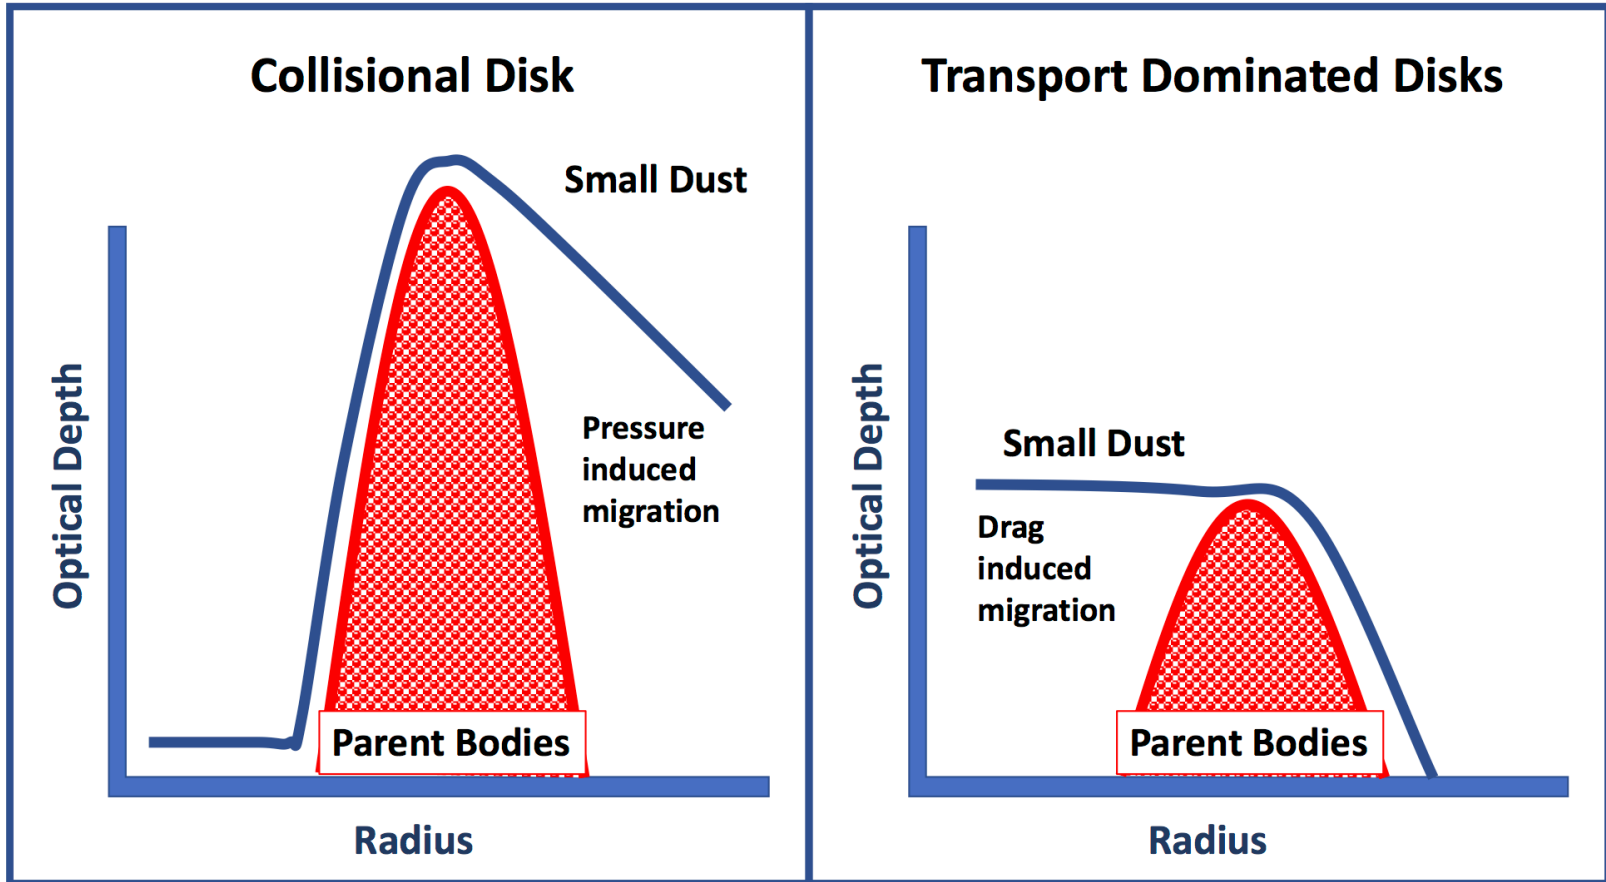 Collisional Disk
Small Dust
Pressure
induced
migration
Optical Depth
Parent Bodies
Radius
Transport Dominated Disks
Small Dust
Drag
induced
migration
Optical Depth
Parent Bodies
Radius